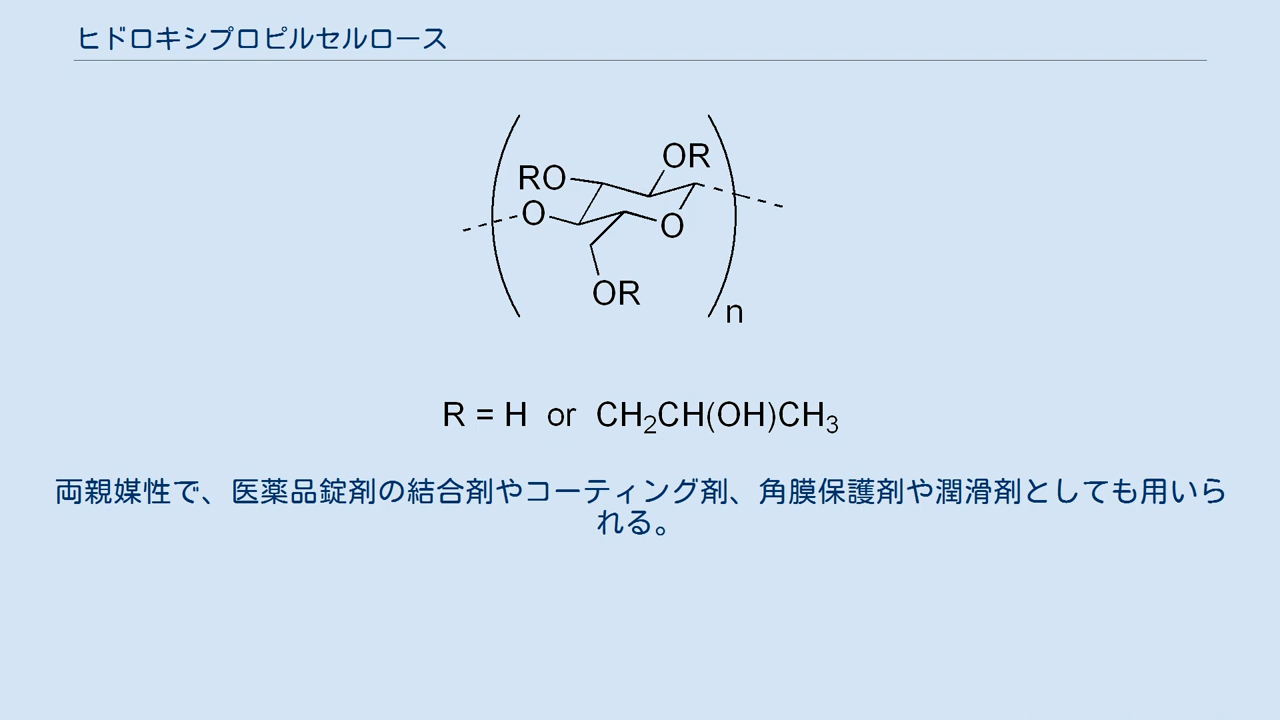 ヒドロキシプロピルセルロース
OR
RO
O
O
OR
n
R = H or CH₂CH(OH)CH₃
両親媒性で、医薬品錠剤の結合剤やコーティング剤、角膜保護剤や潤滑剤としても用いら
れる。